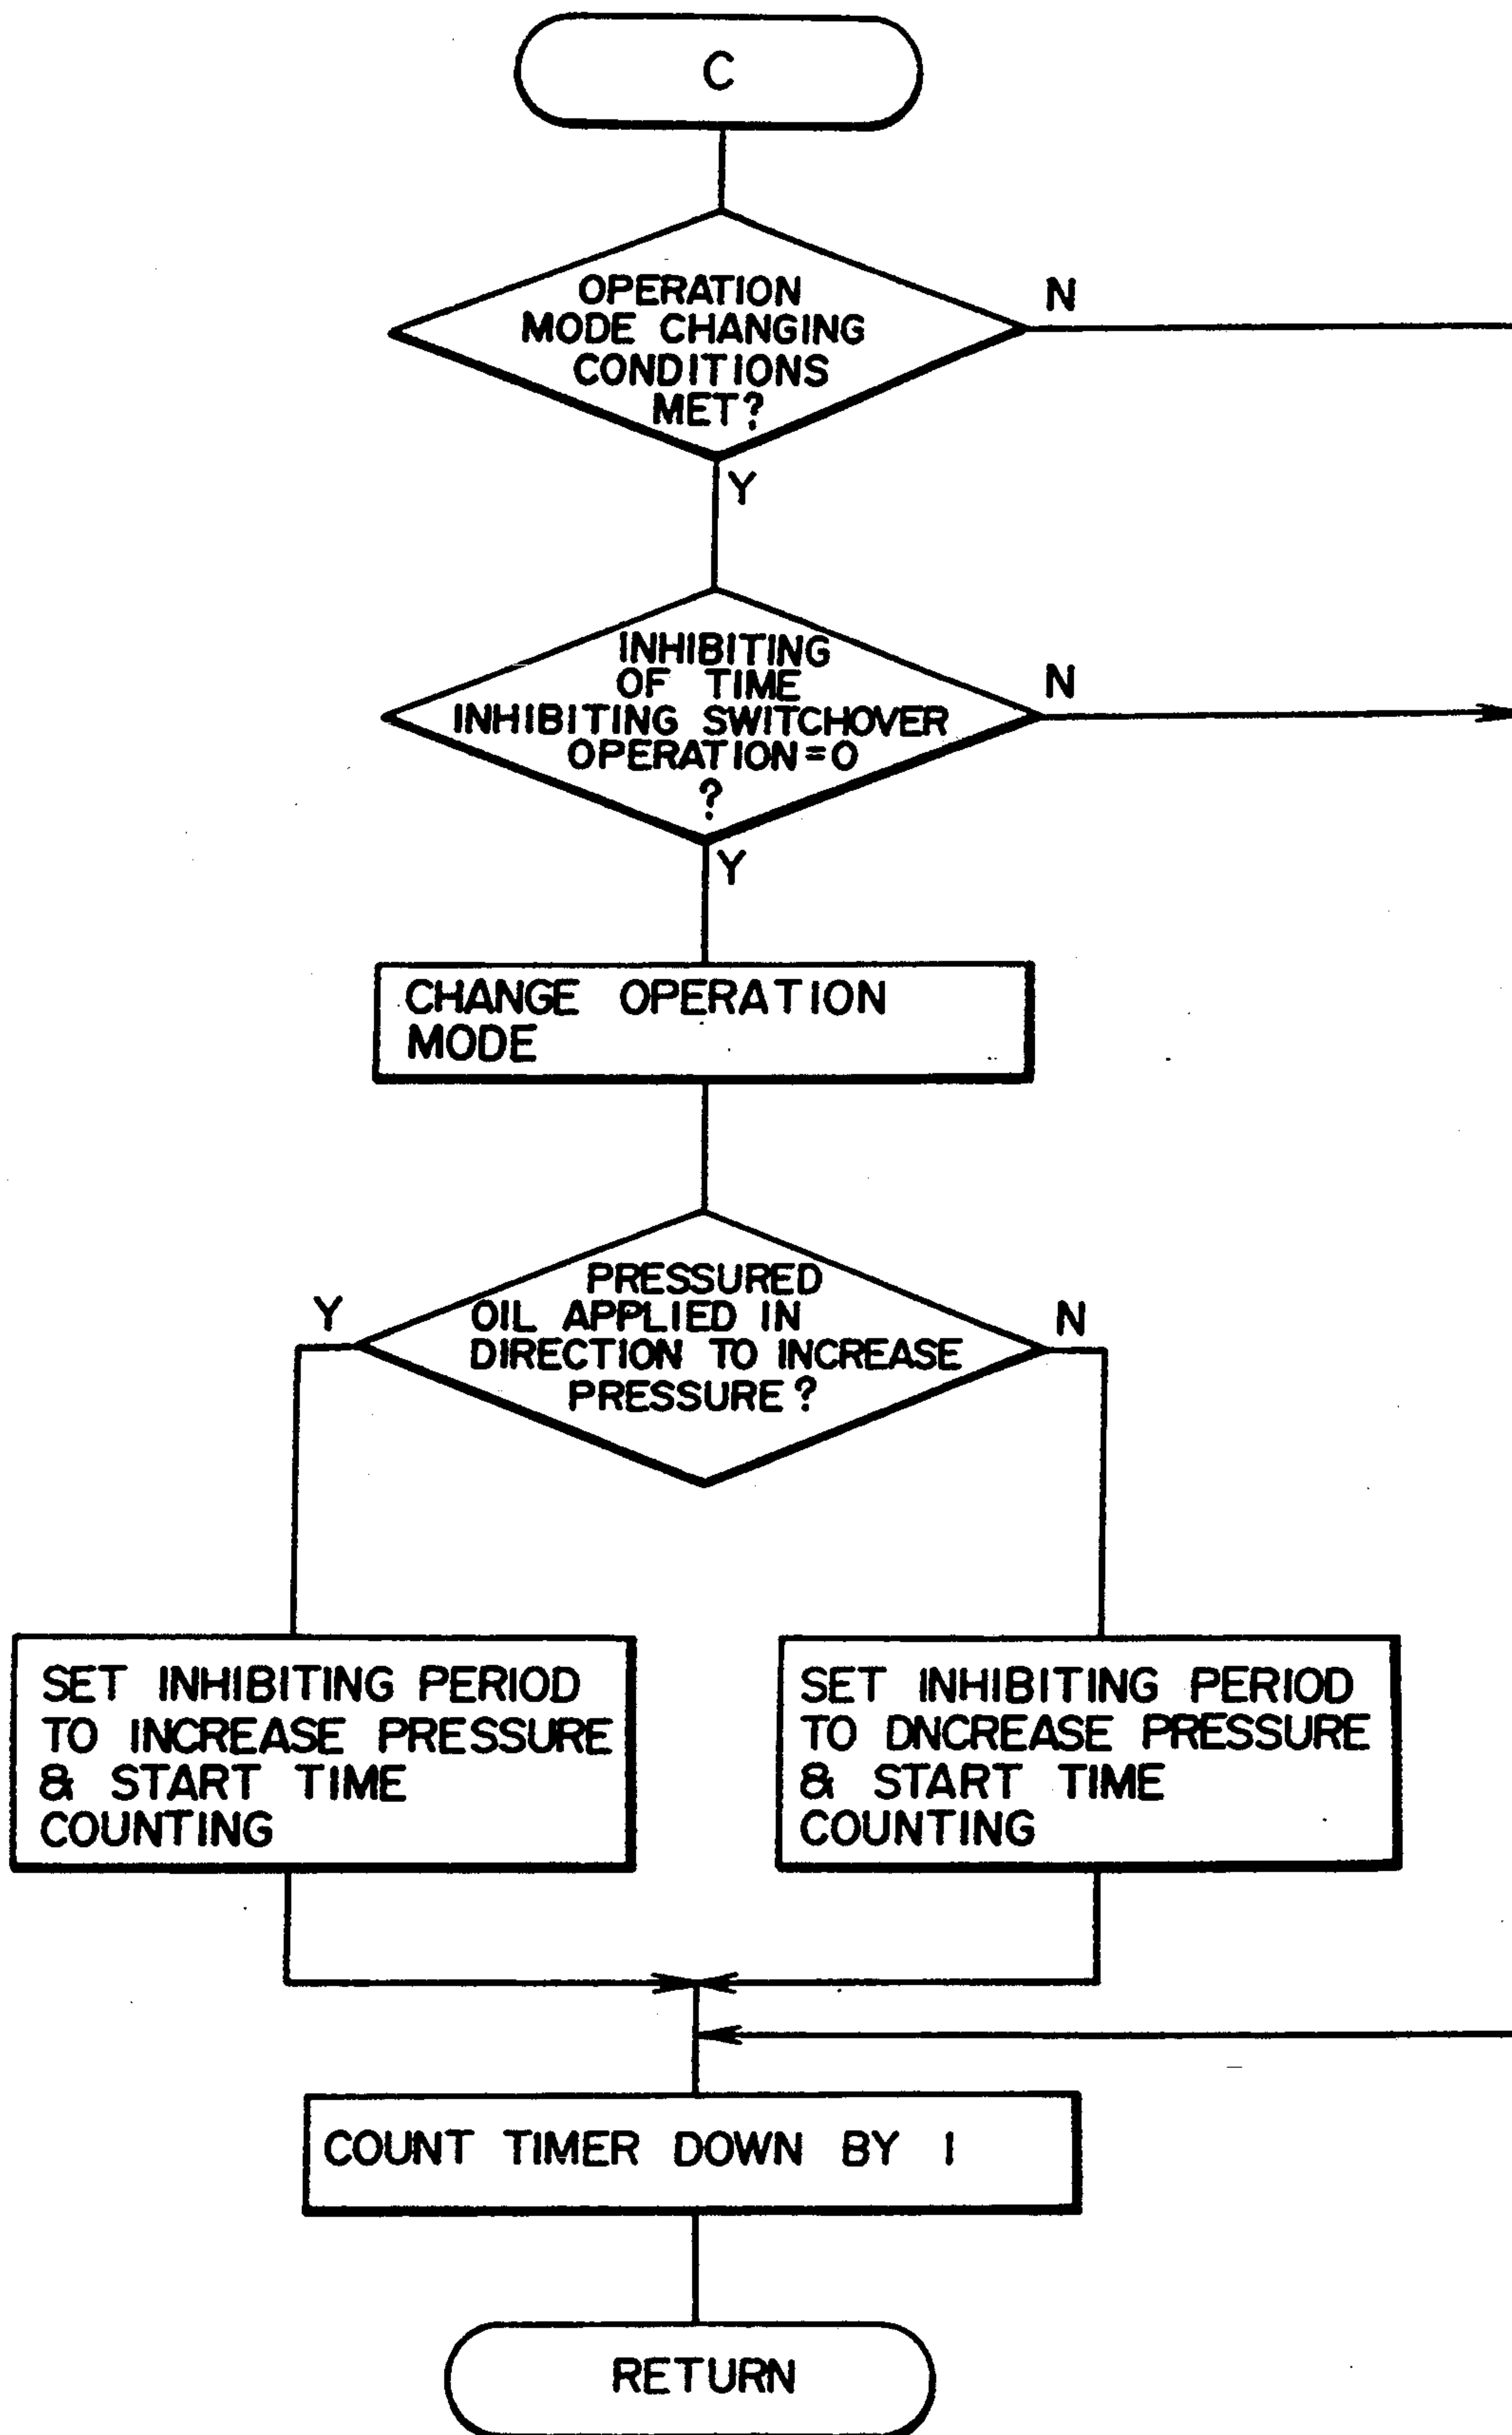 C
OPERATION
MODE CHANGING
CONDITIONS
MET?
N
Y
INHIBITING
OF TIME
INHIBITING SWITCHOVER
OPERATION=0
?
N
Y
CHANGE OPERATION
MODE
PRESSURED
OIL APPLIED IN
DIRECTION TO INCREASE
PRESSURE?
Y
N
SET INHIBITING PERIOD
TO INCREASE PRESSURE
& START TIME
COUNTING
SET INHIBITING PERIOD
TO DNCREASE PRESSURE
& START TIME
COUNTING
COUNT TIMER DOWN BY 1
RETURN